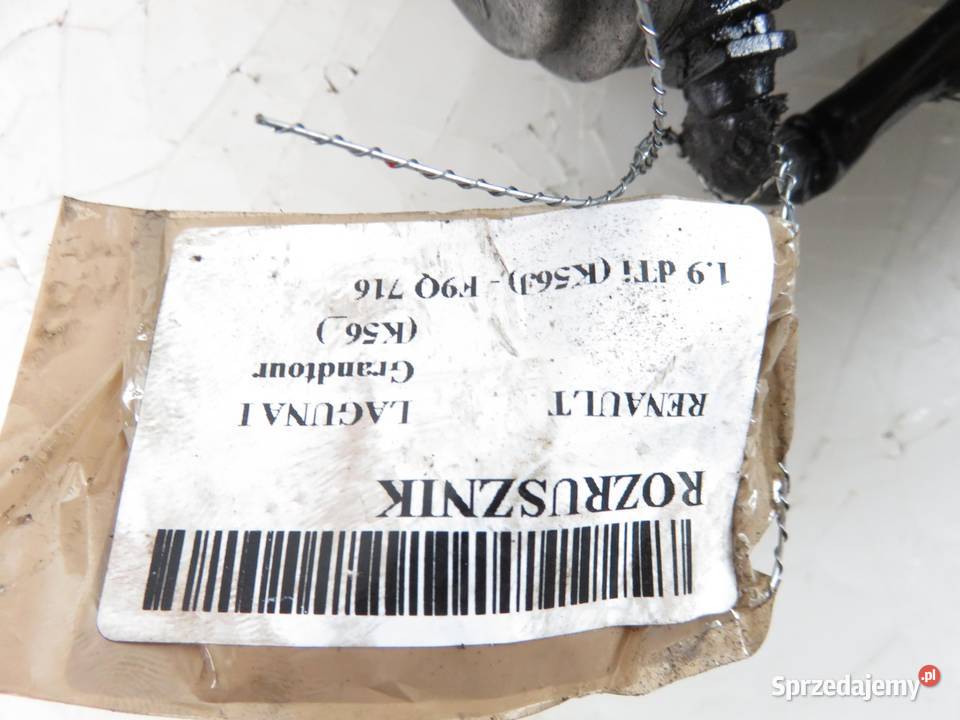 ROZRUSZNIK
RENAULT LAGUNA I
Grandtour
(K56_)
1.9 dTi (K56J) - F9Q 716
Sprzedajemy.pl